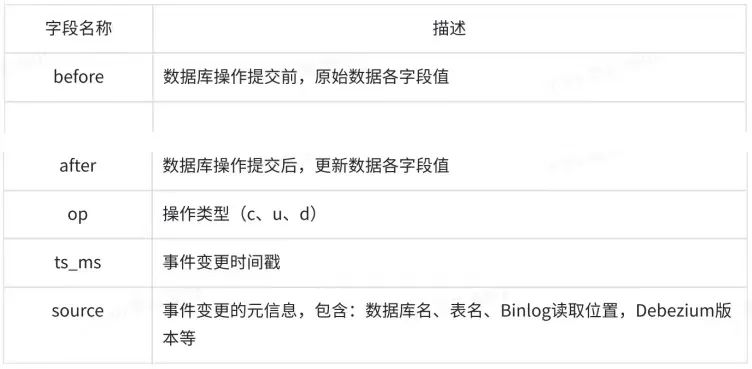 字段名称 描述
before 数据库操作提交前，原始数据各字段值
after 数据库操作提交后，更新数据各字段值
op 操作类型（c、u、d）
ts_ms 事件变更时间戳
source 事件变更的元信息，包含：数据库名、表名、Binlog读取位置，Debezium版
本等